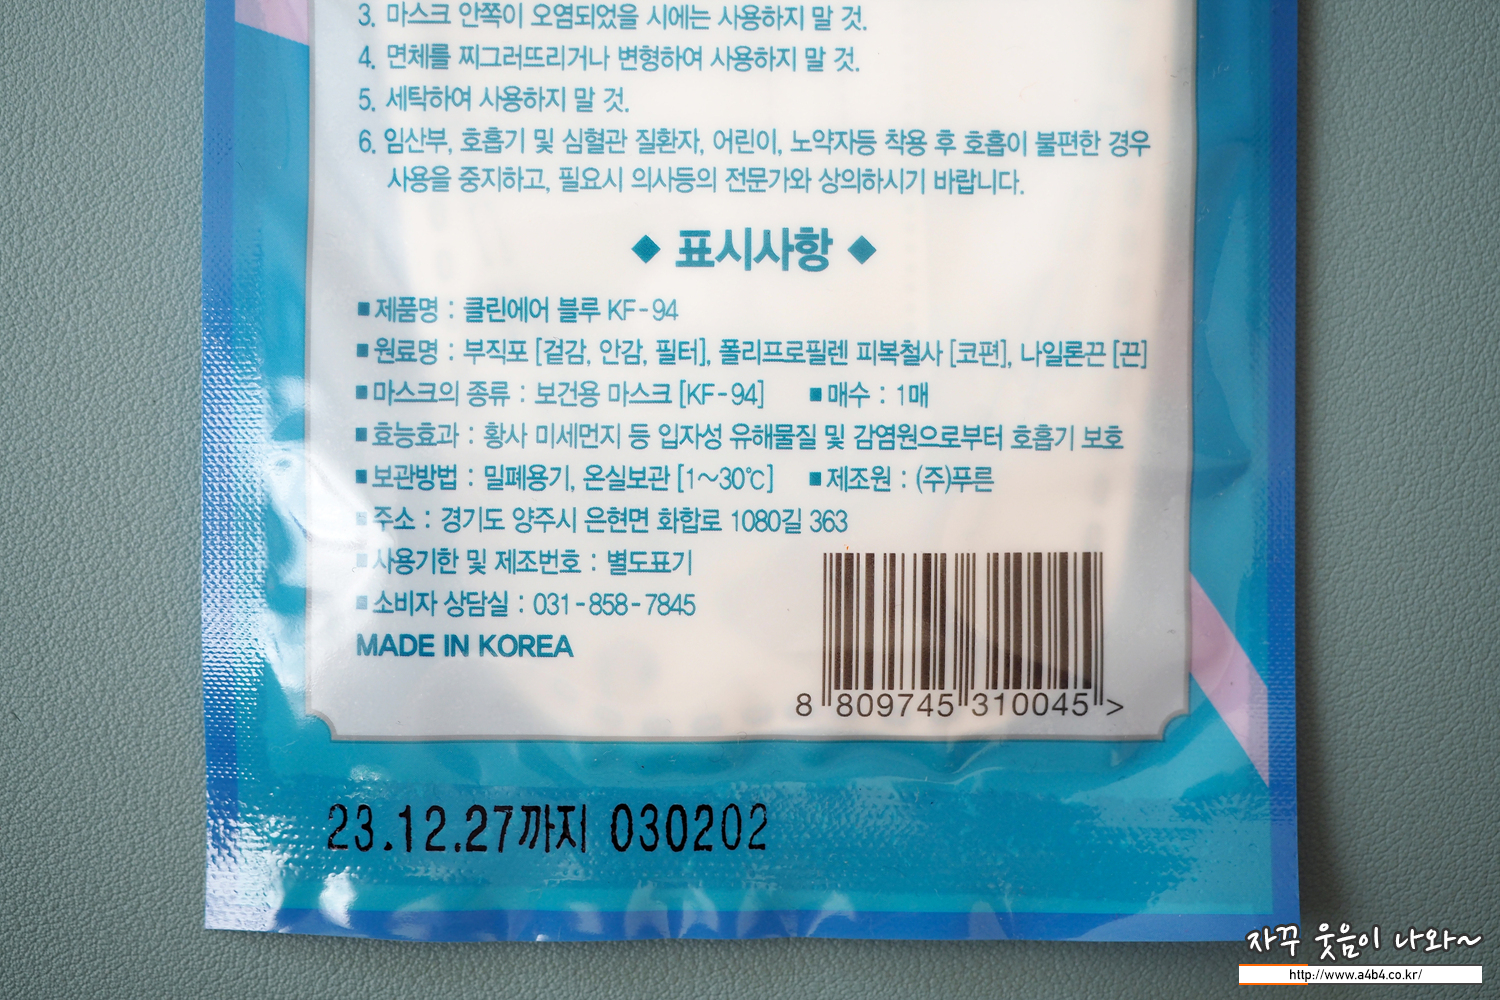 3. 마스크 안쪽이 오염되었을 시에는 사용하지 말 것.
4. 면체를 찌그러뜨리거나 변형하여 사용하지 말 것.
5. 세탁하여 사용하지 말 것.
6. 임산부, 호흡기 및 심혈관 질환자, 어린이, 노약자등 착용 후 호흡이 불편한 경우
사용을 중지하고, 필요시 의사등의 전문가와 상의하시기 바랍니다.
◆ 표시사항 ◆
■ 제품명 : 클린에어 블루 KF-94
■ 원료명 : 부직포 [겉감, 안감, 필터], 폴리프로필렌 피복철사 [코편], 나일론끈 [끈]
■ 마스크의 종류 : 보건용 마스크 [KF-94] ■ 매수 : 1매
■ 효능효과 : 황사 미세먼지 등 입자성 유해물질 및 감염원으로부터 호흡기 보호
■ 보관방법 : 밀폐용기, 온실보관 [1~30℃] ■ 제조원 : (주)푸른
■ 주소 : 경기도 양주시 은현면 화합로 1080길 363
■ 사용기한 및 제조번호 : 별도표기
■ 소비자 상담실 : 031-858-7845
MADE IN KOREA
8 809745 310045 >
23.12.27까지 030202
자꾸 웃음이 나와~
http://www.a4b4.co.kr/